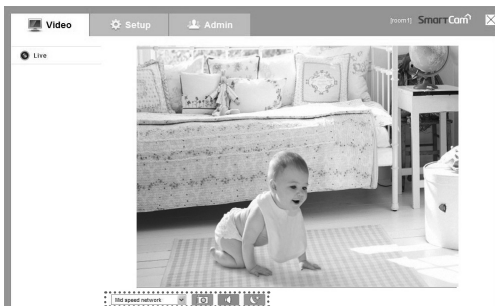 Video
Setup
Admin
[room1] SmarTCam
Live
Mid speed network